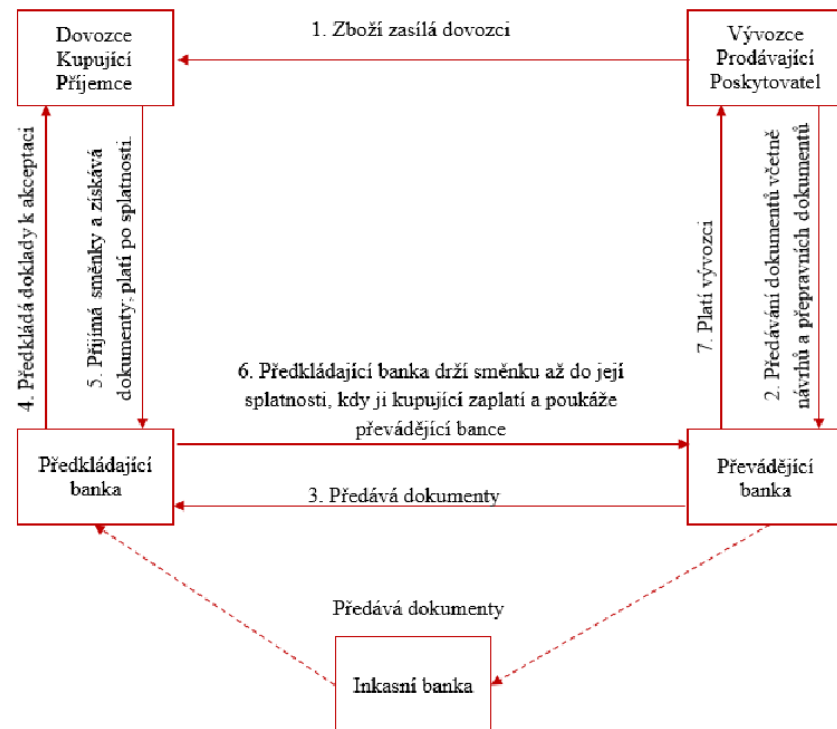 Dovozce
Kupující
Příjemce
1. Zboží zasílá dovozci
Vývozce
Prodávající
Poskytovatel
4. Předkládá doklady k akceptaci
5. Přijímá směnky a získává
dokumenty; platí po splatnosti.
7. Platí vývozci
2. Předávání dokumentů včetně
návrhů a přepravních dokumentů
6. Předkládající banka drží směnku až do její
splatnosti, kdy ji kupující zaplatí a poukáže
převádějící bance
Předkládající
banka
3. Předává dokumenty
Převádějící
banka
Předává dokumenty
Inkasní banka